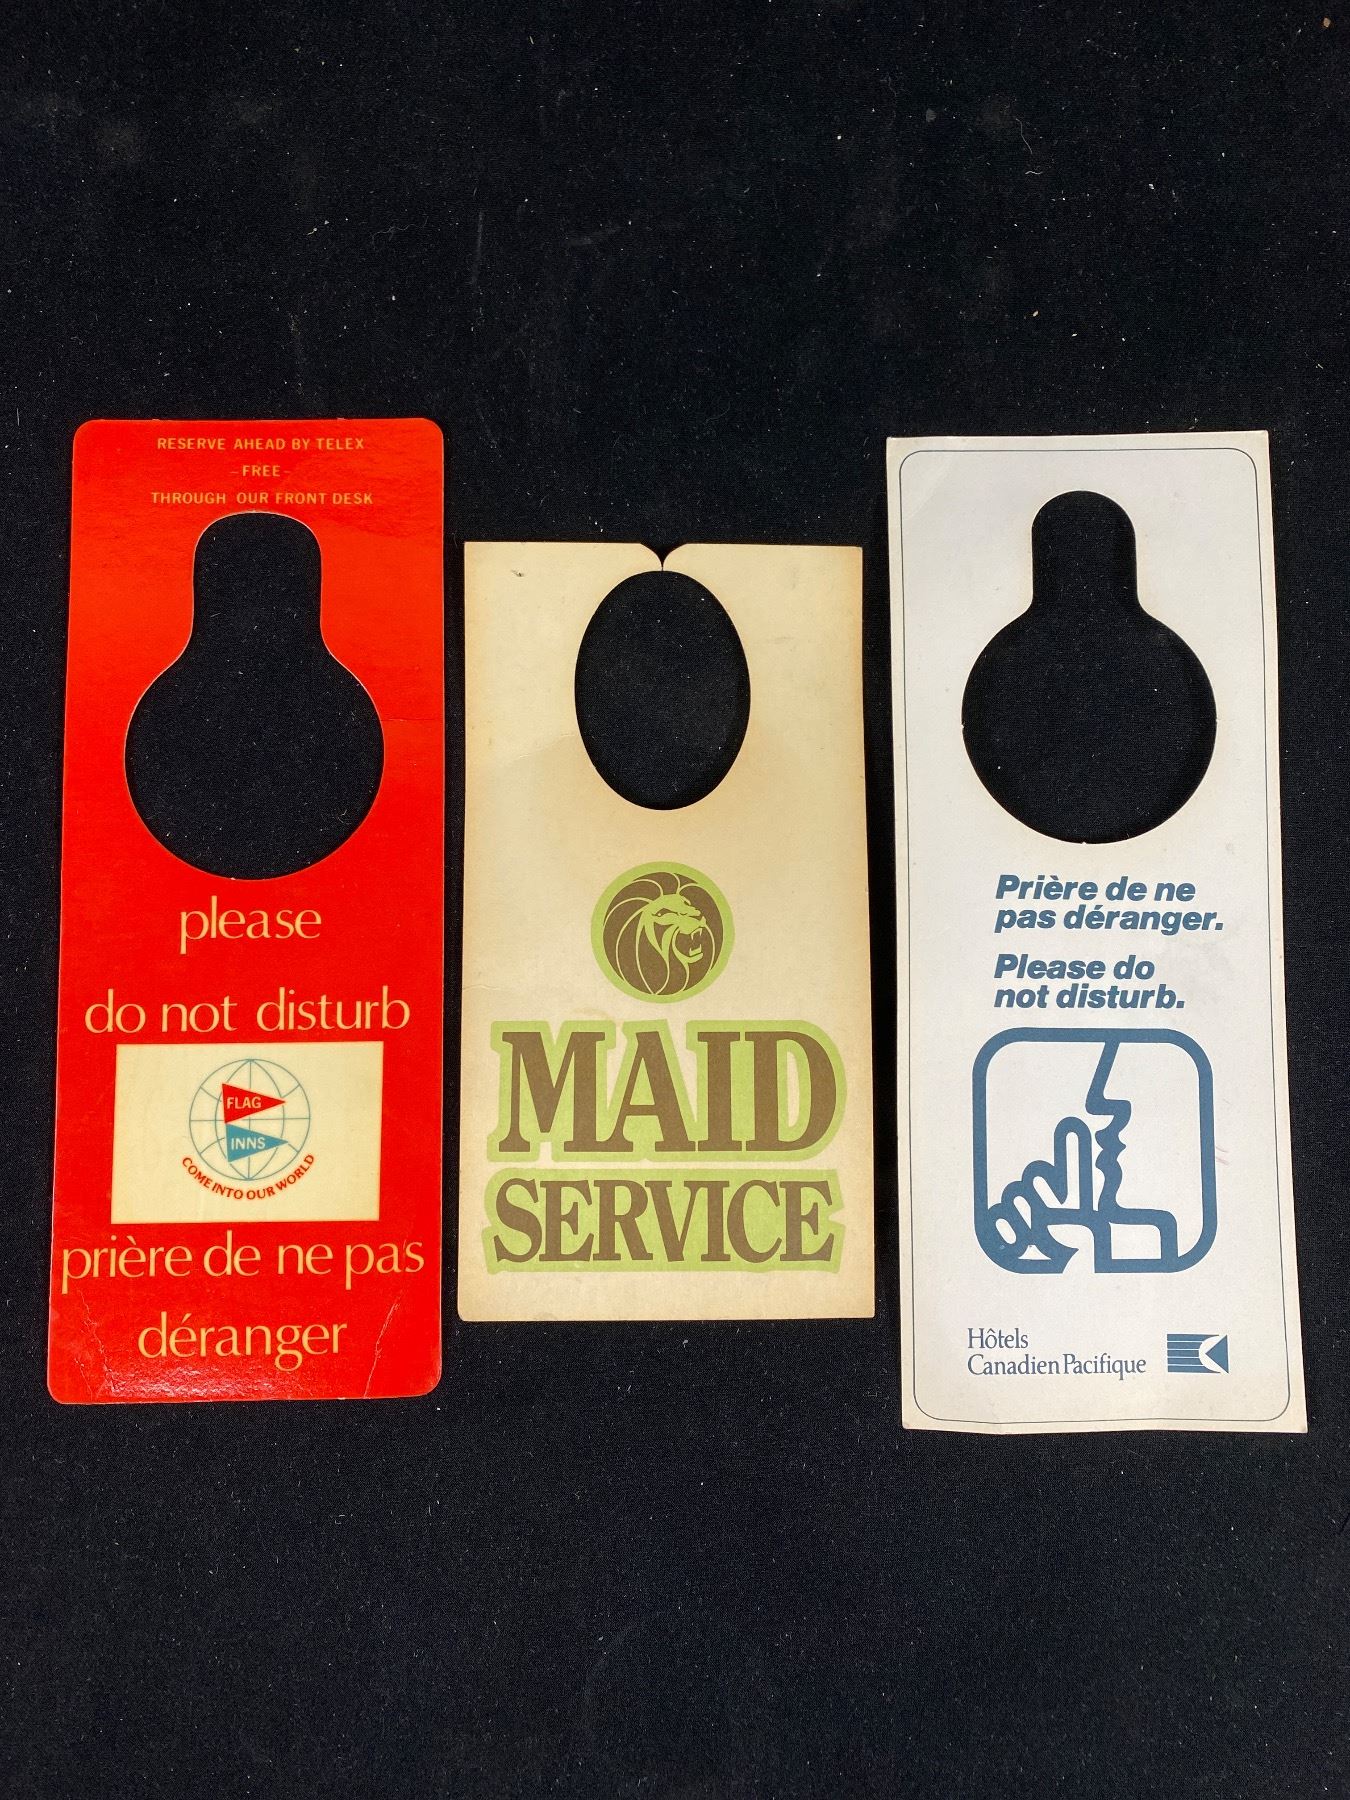 RESERVE AHEAD BY TELEX
-FREE-
THROUGH OUR FRONT DESK
please
do not disturb
FLAG
INNS
COME INTO OUR WORLD
prière de ne pas
déranger
MAID
SERVICE
Prière de ne
pas déranger.
Please do
not disturb.
Hôtels
Canadien Pacifique